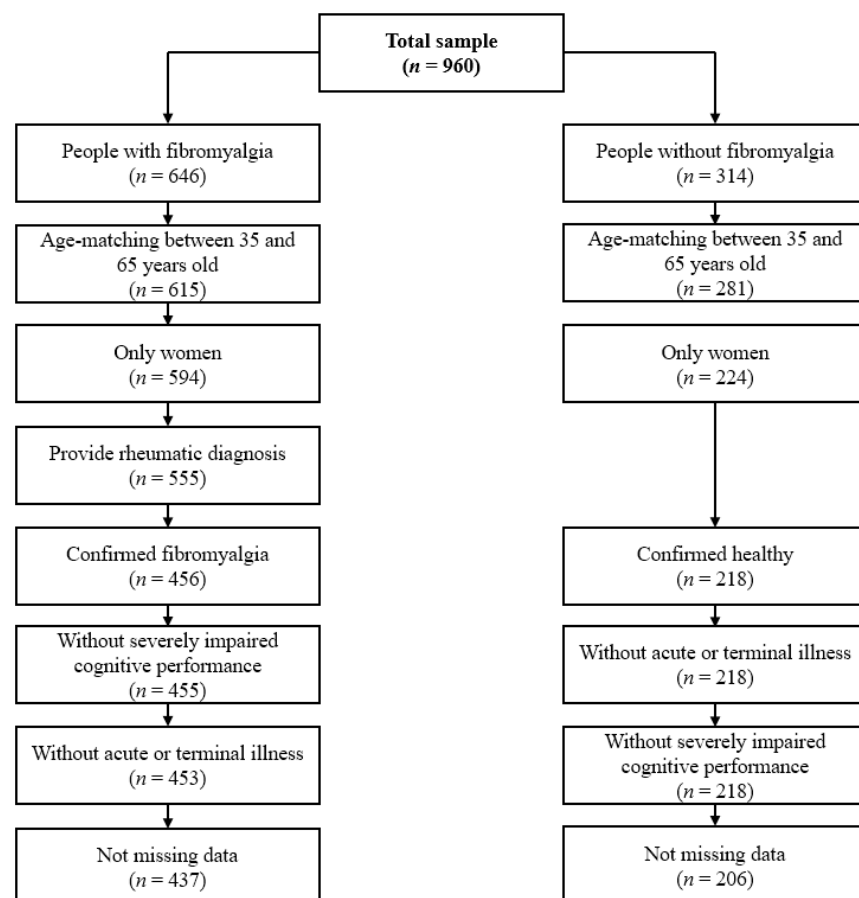 Total sample
(n = 960)
People with fibromyalgia
(n = 646)
People without fibromyalgia
(n = 314)
Age-matching between 35 and
65 years old
(n = 615)
Age-matching between 35 and
65 years old
(n = 281)
Only women
(n = 594)
Only women
(n = 224)
Provide rheumatic diagnosis
(n = 555)
Confirmed fibromyalgia
(n = 456)
Confirmed healthy
(n = 218)
Without severely impaired
cognitive performance
(n = 455)
Without acute or terminal illness
(n = 218)
Without acute or terminal illness
(n = 453)
Without severely impaired
cognitive performance
(n = 218)
Not missing data
(n = 437)
Not missing data
(n = 206)